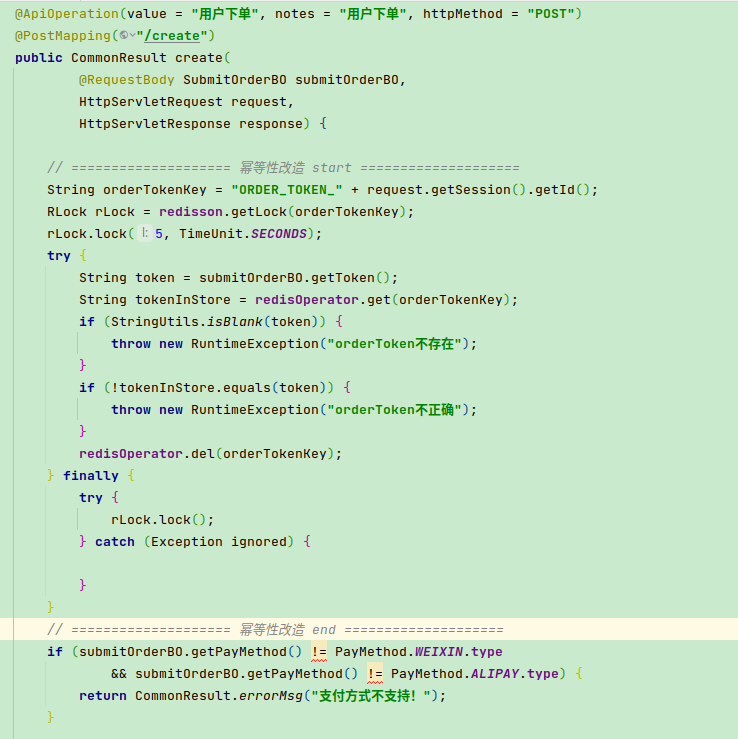 @ApiOperation(value = "用户下单", notes = "用户下单", httpMethod = "POST")
@PostMapping("/create")
public CommonResult create(
@RequestBody SubmitOrderBO submitOrderBO,
HttpServletRequest request,
HttpServletResponse response) {
// ==================== 幂等性改造 start ====================
String orderTokenKey = "ORDER_TOKEN_" + request.getSession().getId();
RLock rLock = redisson.getLock(orderTokenKey);
rLock.lock( l: 5, TimeUnit.SECONDS);
try {
String token = submitOrderBO.getToken();
String tokenInStore = redisOperator.get(orderTokenKey);
if (StringUtils.isBlank(token)) {
throw new RuntimeException("orderToken不存在");
}
if (!tokenInStore.equals(token)) {
throw new RuntimeException("orderToken不正确");
}
redisOperator.del(orderTokenKey);
} finally {
try {
rLock.lock();
} catch (Exception ignored) {
}
}
// ==================== 幂等性改造 end ====================
if (submitOrderBO.getPayMethod() != PayMethod.WEIXIN.type
&& submitOrderBO.getPayMethod() != PayMethod.ALIPAY.type) {
return CommonResult.errorMsg("支付方式不支持！");
}